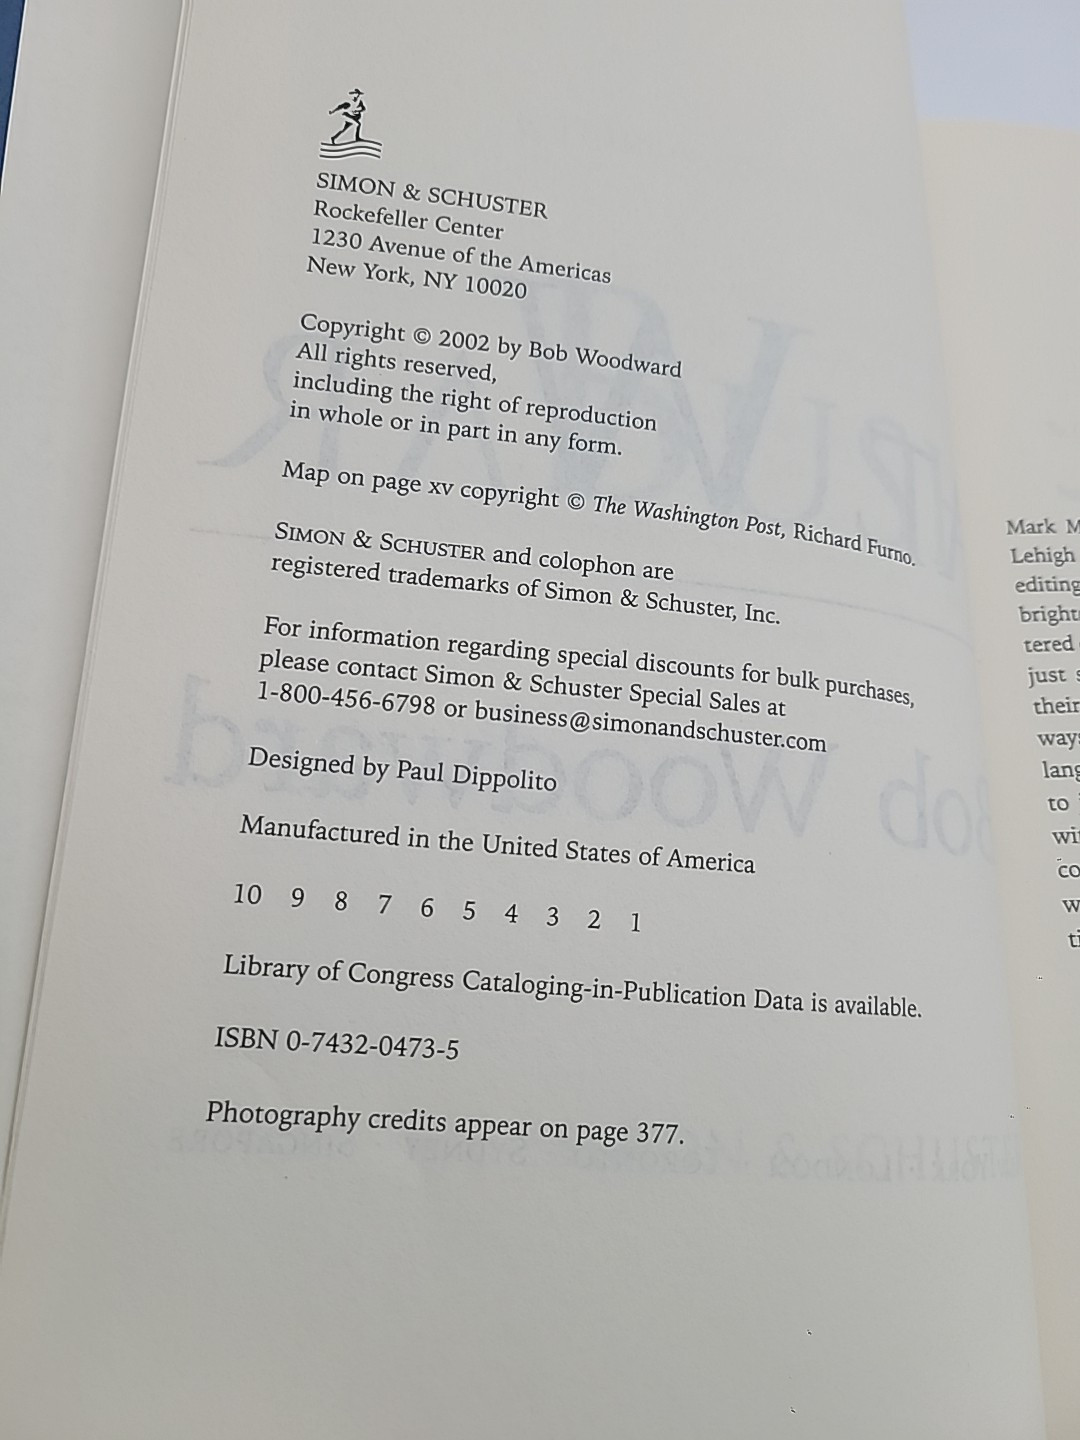 SIMON & SCHUSTER
Rockefeller Center
1230 Avenue of the Americas
New York, NY 10020
Copyright © 2002 by Bob Woodward
All rights reserved,
including the right of reproduction
in whole or in part in any form.
Map on page xv copyright © The Washington Post, Richard Furno.
SIMON & SCHUSTER and colophon are
registered trademarks of Simon & Schuster, Inc.
For information regarding special discounts for bulk purchases,
please contact Simon & Schuster Special Sales at
1-800-456-6798 or business@simonandschuster.com
Designed by Paul Dippolito
Manufactured in the United States of America
10 9 8 7 6 5 4 3 2 1
Library of Congress Cataloging-in-Publication Data is available.
ISBN 0-7432-0473-5
Photography credits appear on page 377.
Mark
Lehigh
editing
tered
just
their
ways
to